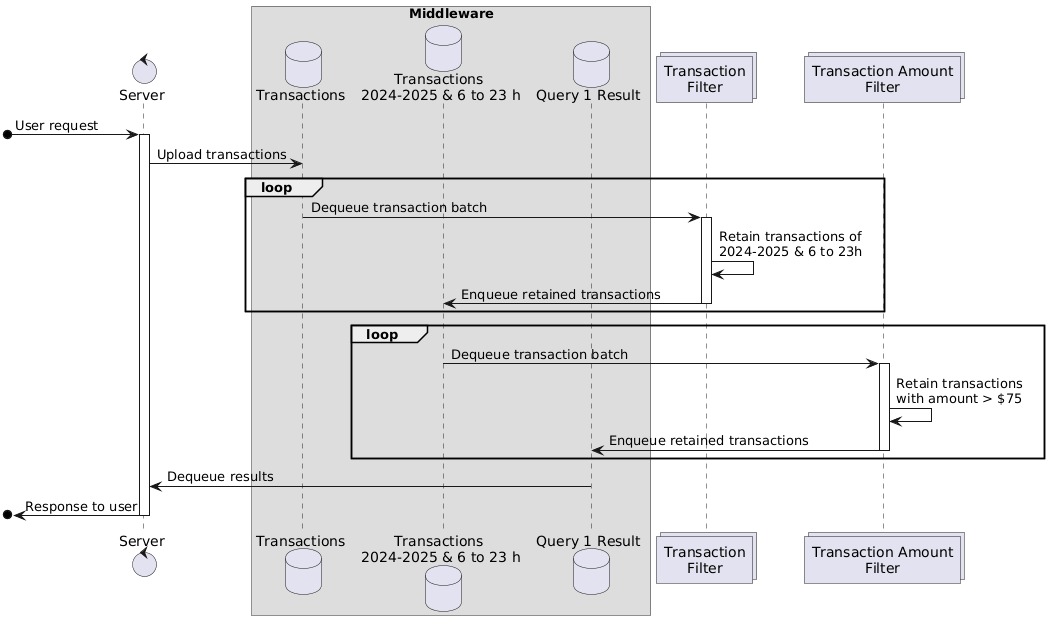 Middleware
Server
Transactions
Transactions
2024-2025 & 6 to 23 h
Query 1 Result
Transaction
Filter
Transaction Amount
Filter
User request
Upload transactions
loop
Dequeue transaction batch
Retain transactions of
2024-2025 & 6 to 23h
Enqueue retained transactions
loop
Dequeue transaction batch
Retain transactions
with amount > $75
Enqueue retained transactions
Dequeue results
Response to user
Server
Transactions
Transactions
2024-2025 & 6 to 23 h
Query 1 Result
Transaction
Filter
Transaction Amount
Filter